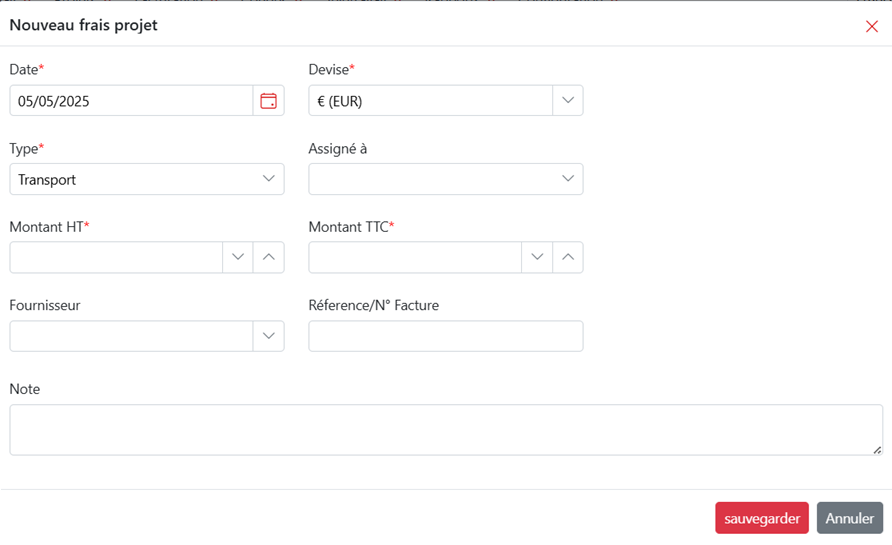 Nouveau frais projet
Date* Devise*
05/05/2025 € (EUR)
Type* Assigné à
Transport
Montant HT* Montant TTC*
Fournisseur Réference/N° Facture
Note
sauvegarder Annuler